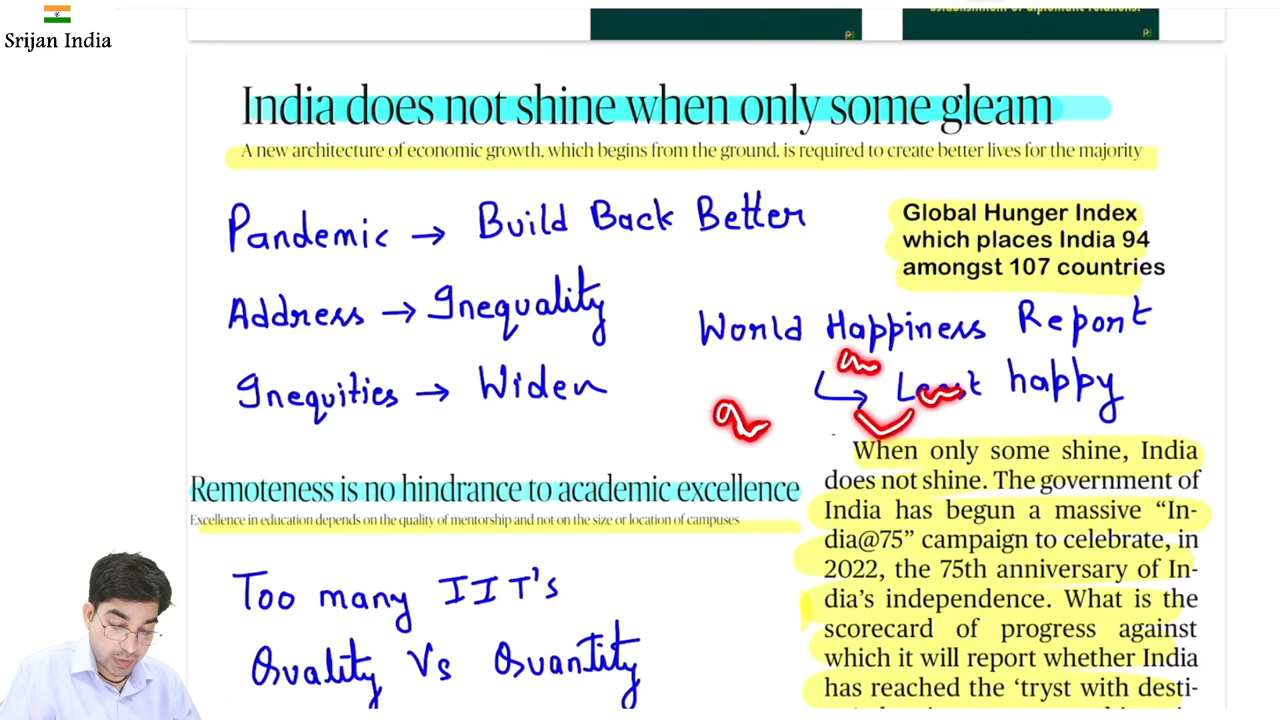 Srijan India
establishment of diplomatic relations.
India does not shine when only some gleam
A new architecture of economic growth, which begins from the ground, is required to create better lives for the majority
Pandemic → Build Back Better
Address → Inequality
Inequities → Widen
Global Hunger Index
which places India 94
amongst 107 countries
World Happiness Report
↳ Least happy
Remoteness is no hindrance to academic excellence
Excellence in education depends on the quality of mentorship and not on the size or location of campuses
Too many IIT's
Quality Vs Quantity
When only some shine, India
does not shine. The government of
India has begun a massive “In-
dia@75” campaign to celebrate, in
2022, the 75th anniversary of In-
dia’s independence. What is the
scorecard of progress against
which it will report whether India
has reached the ‘tryst with desti-